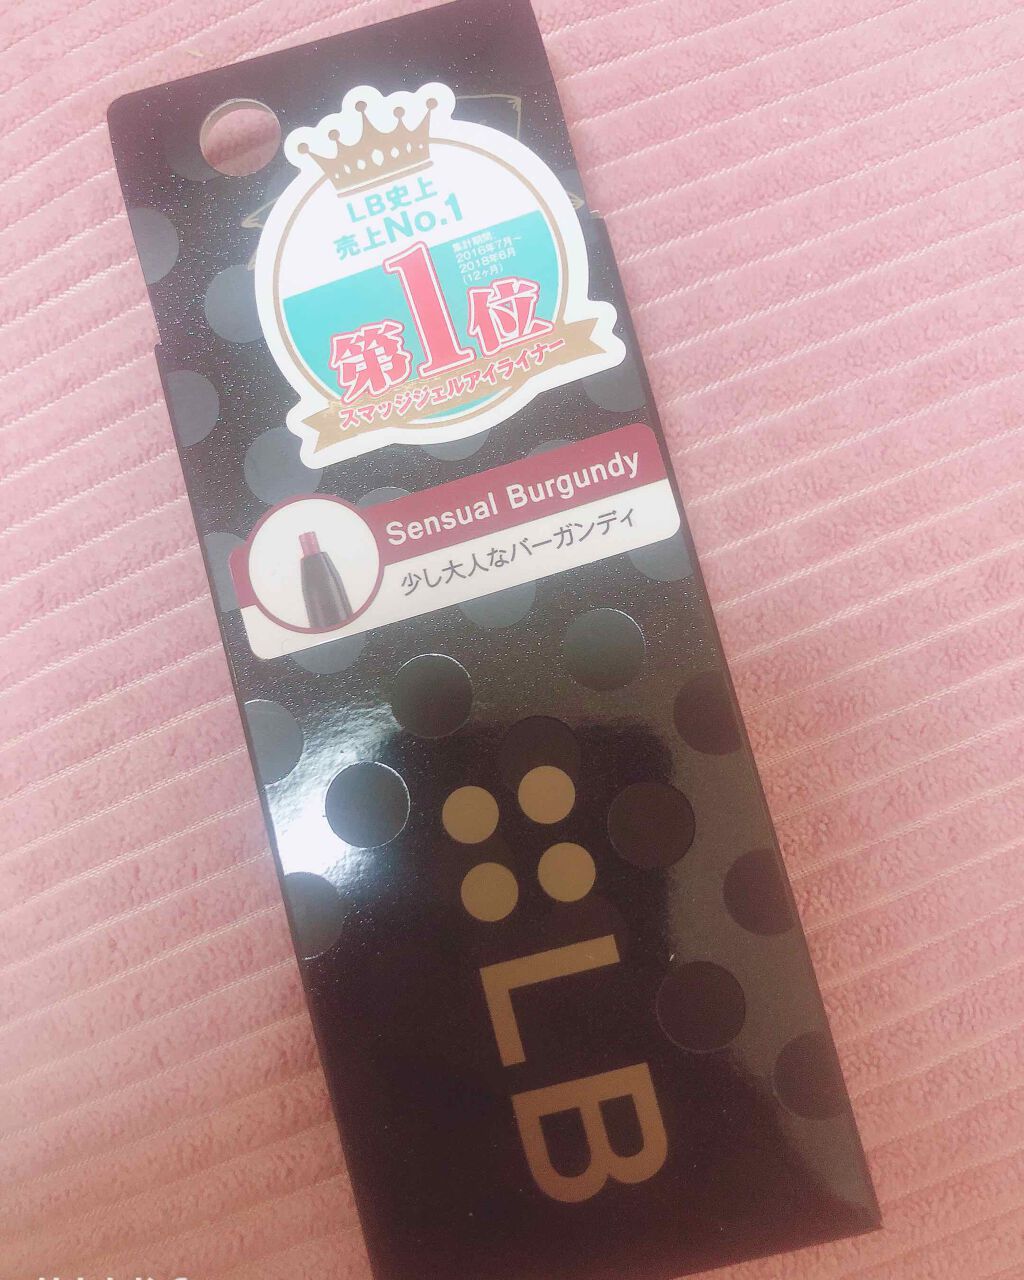 LB史上
売上No.1
集計期間:
2016年7月～
2018年6月
(12ヶ月)
第1位
スマッジジェルアイライナー
Sensual Burgundy
少し大人なバーガンディ
LB